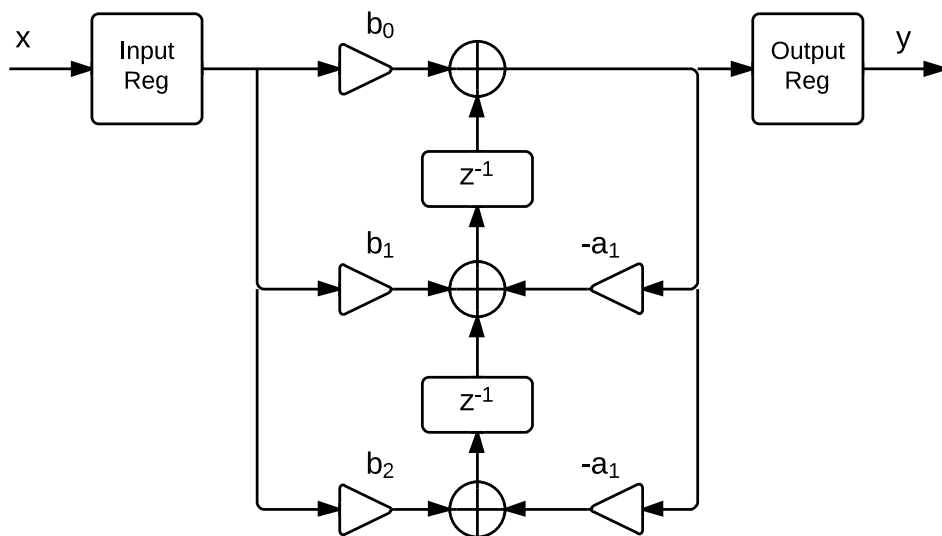 x
Input
Reg
b₀
Output
Reg
y
z⁻¹
b₁
-a₁
z⁻¹
b₂
-a₁